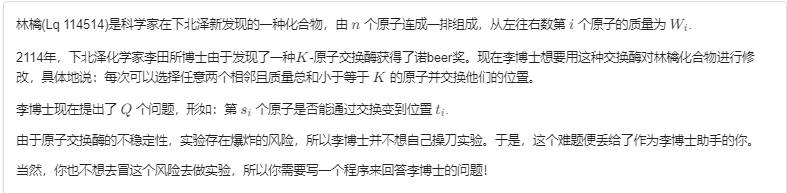 林檎(Lq 114514)是科学家在下北泽新发现的一种化合物，由 n 个原子连成一排组成，从左往右数第 i 个原子的质量为 Wi.
2114年，下北泽化学家李田所博士由于发现了一种K-原子交换酶获得了诺beer奖。现在李博士想要用这种交换酶对林檎化合物进行修
改，具体地说：每次可以选择任意两个相邻且质量总和小于等于 K 的原子并交换他们的位置。
李博士现在提出了 Q 个问题，形如：第 si 个原子是否能通过交换变到位置 ti.
由于原子交换酶的不稳定性，实验存在爆炸的风险，所以李博士并不想自己操刀实验。于是，这个难题便丢给了作为李博士助手的你。
当然，你也不想去冒这个风险去做实验，所以你需要写一个程序来回答李博士的问题！